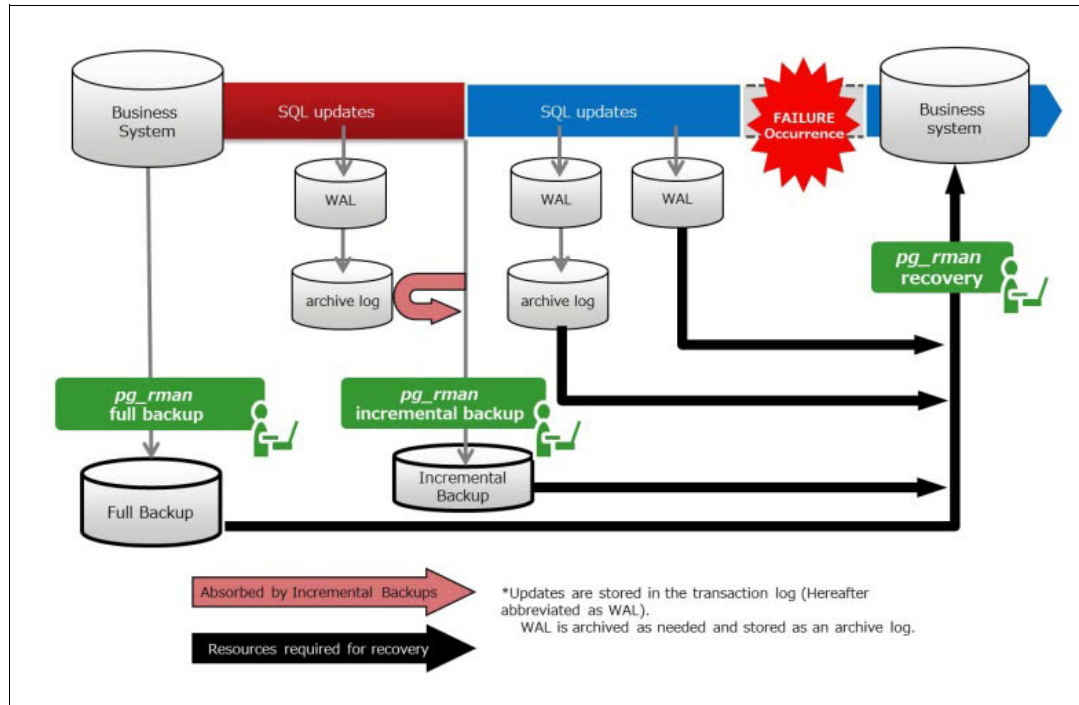 Business
System
SQL updates
SQL updates
FAILURE
Occurrence
Business
system
WAL
WAL
WAL
archive log
archive log
pg_rman
recovery
pg_rman
full backup
pg_rman
incremental backup
Full Backup
Incremental
Backup
Absorbed by Incremental Backups
Resources required for recovery
*Updates are stored in the transaction log (Hereafter
abbreviated as WAL).
WAL is archived as needed and stored as an archive log.